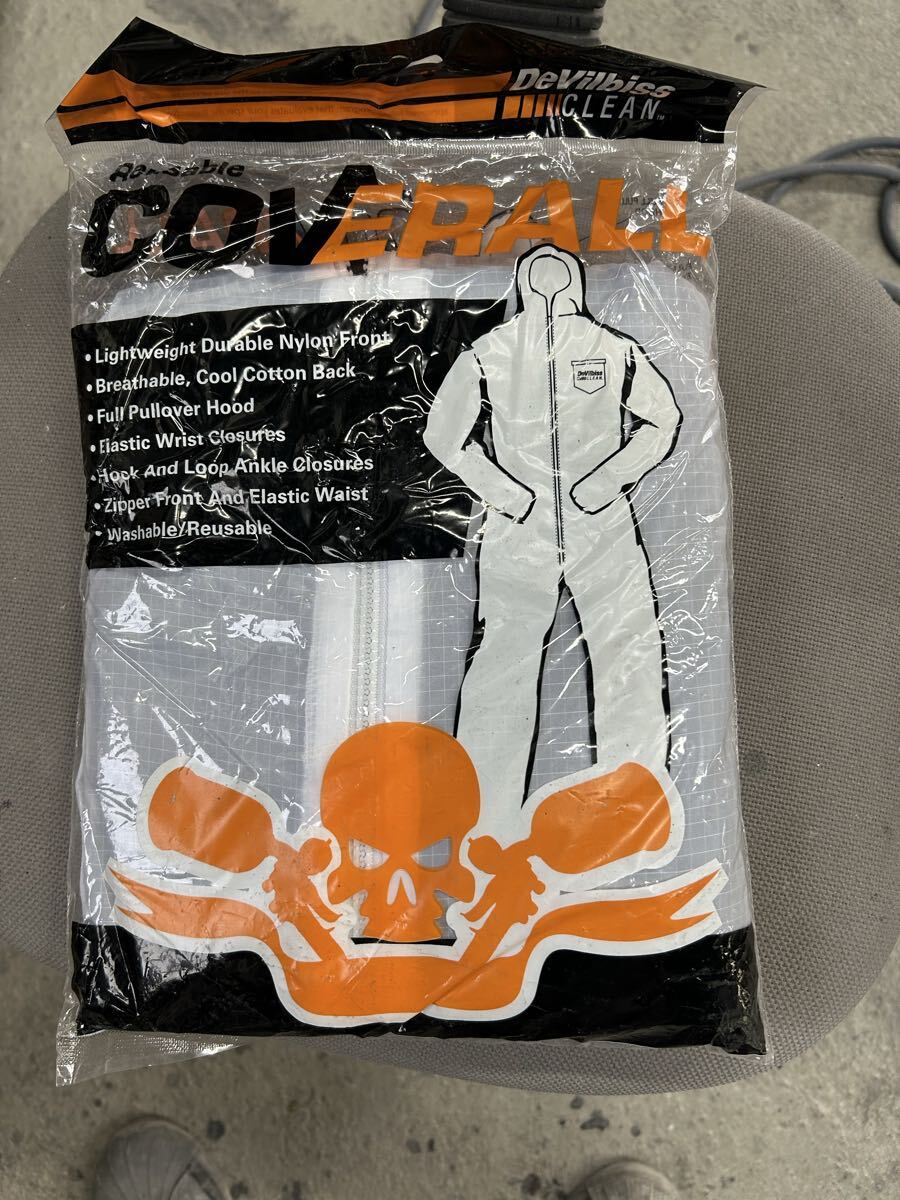 DeVilbiss
CLEAN™
Reusable
COVERALL
•Lightweight Durable Nylon Front
•Breathable, Cool Cotton Back
•Full Pullover Hood
•Elastic Wrist Closures
•Hook And Loop Ankle Closures
•Zipper Front And Elastic Waist
•Washable/Reusable
DeVilbiss
CLEAN